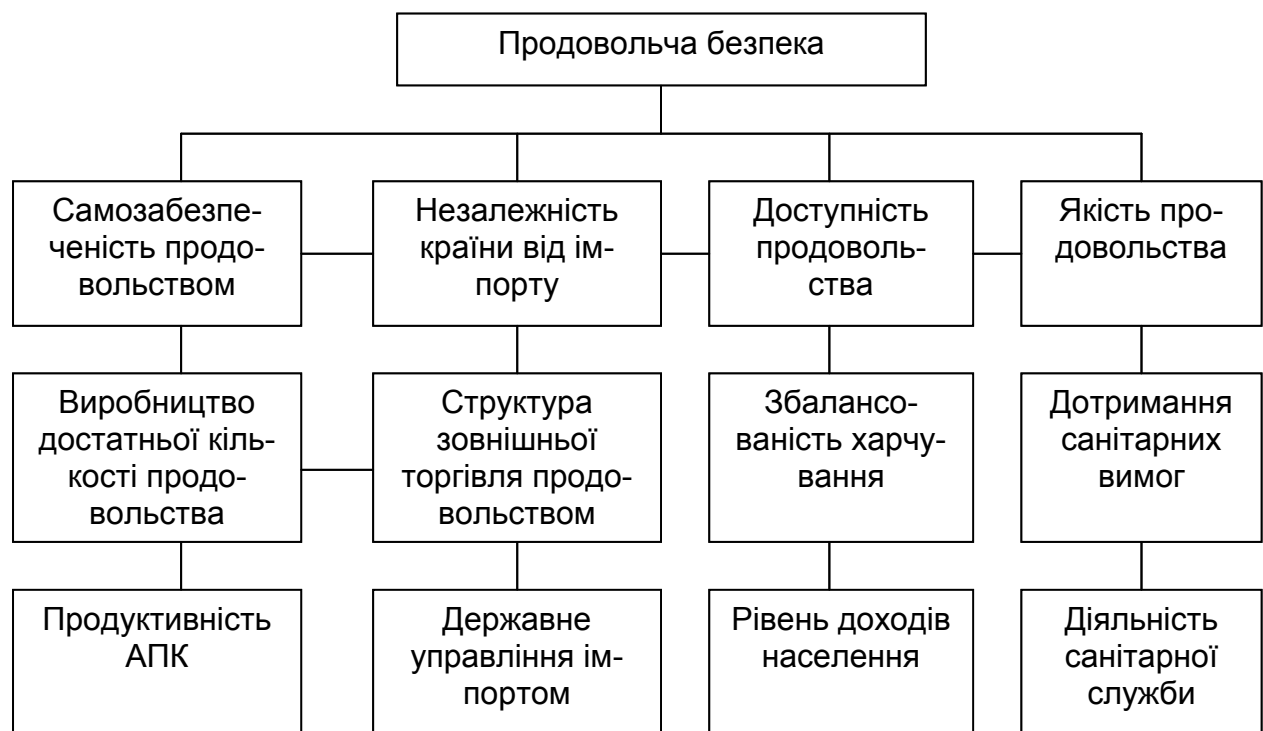 Продовольча безпека
Самозабезпе-
ченість продо-
вольством
Незалежність
країни від ім-
порту
Доступність
продоволь-
ства
Якість про-
довольства
Виробництво
достатньої кіль-
кості продо-
вольства
Структура
зовнішньої
торгівля продо-
вольством
Збалансо-
ваність харчу-
вання
Дотримання
санітарних
вимог
Продуктивність
АПК
Державне
управління ім-
портом
Рівень доходів
населення
Діяльність
санітарної
служби